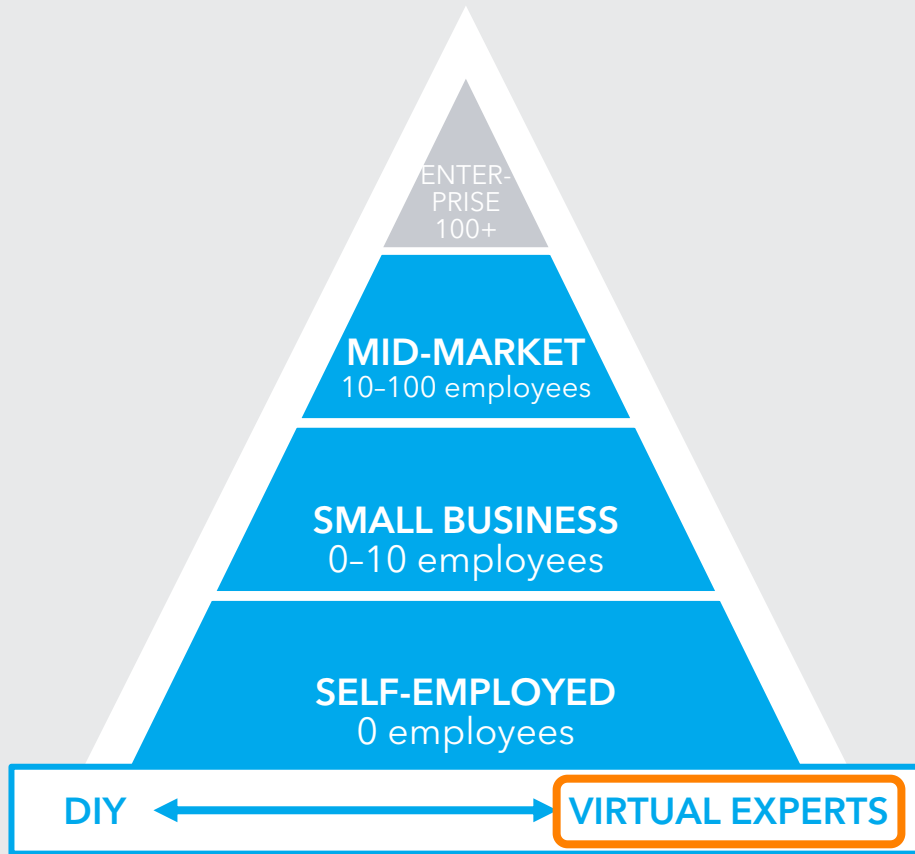 ENTER-
PRISE
100+
MID-MARKET
10–100 employees
SMALL BUSINESS
0–10 employees
SELF-EMPLOYED
0 employees
DIY VIRTUAL EXPERTS